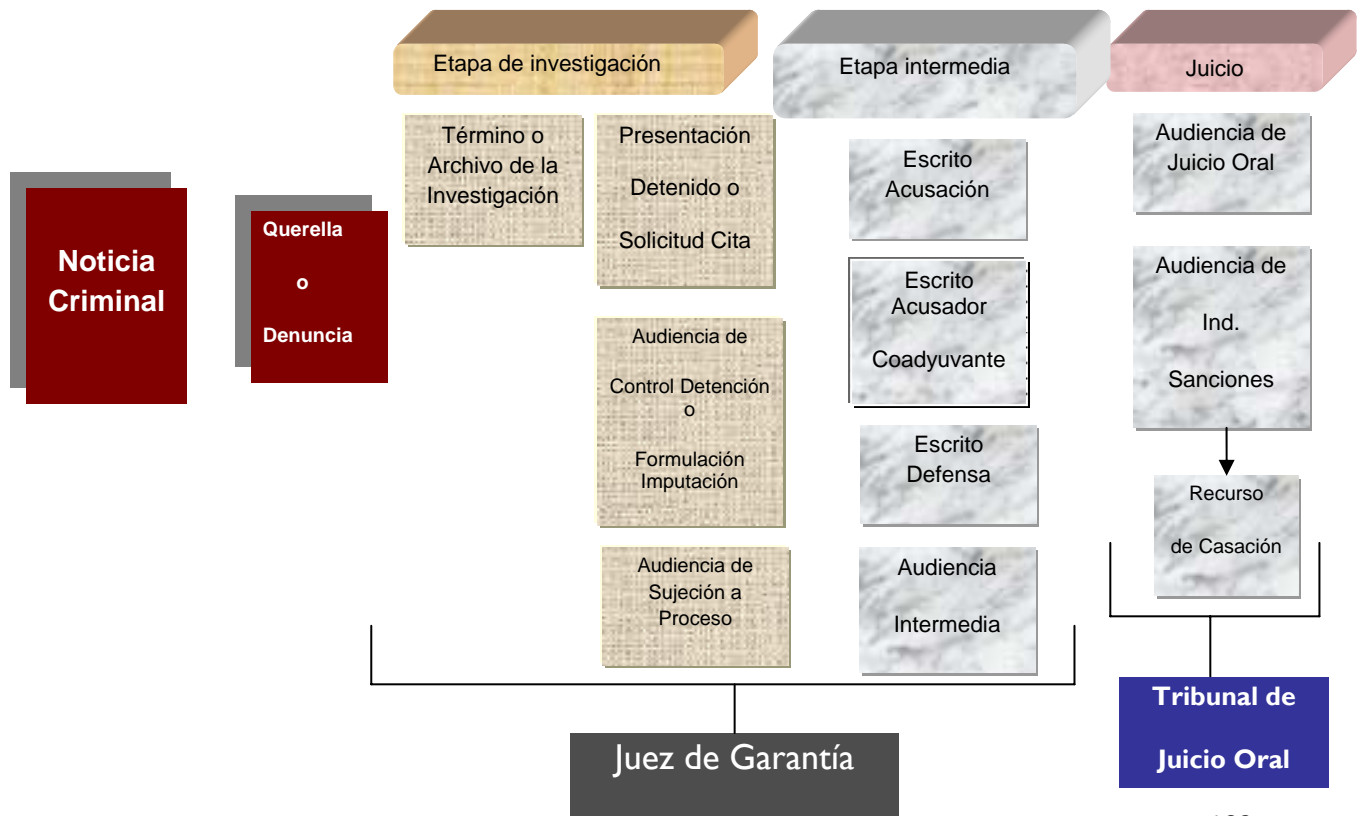 Etapa de investigación
Etapa intermedia
Juicio
Noticia
Criminal
Querella
o
Denuncia
Término o
Archivo de la
Investigación
Presentación
Detenido o
Solicitud Cita
Audiencia de
Control Detención
o
Formulación
Imputación
Audiencia de
Sujeción a
Proceso
Escrito
Acusación
Escrito
Acusador
Coadyuvante
Escrito
Defensa
Audiencia
Intermedia
Audiencia de
Juicio Oral
Audiencia de
Ind.
Sanciones
Recurso
de Casación
Juez de Garantía
Tribunal de
Juicio Oral